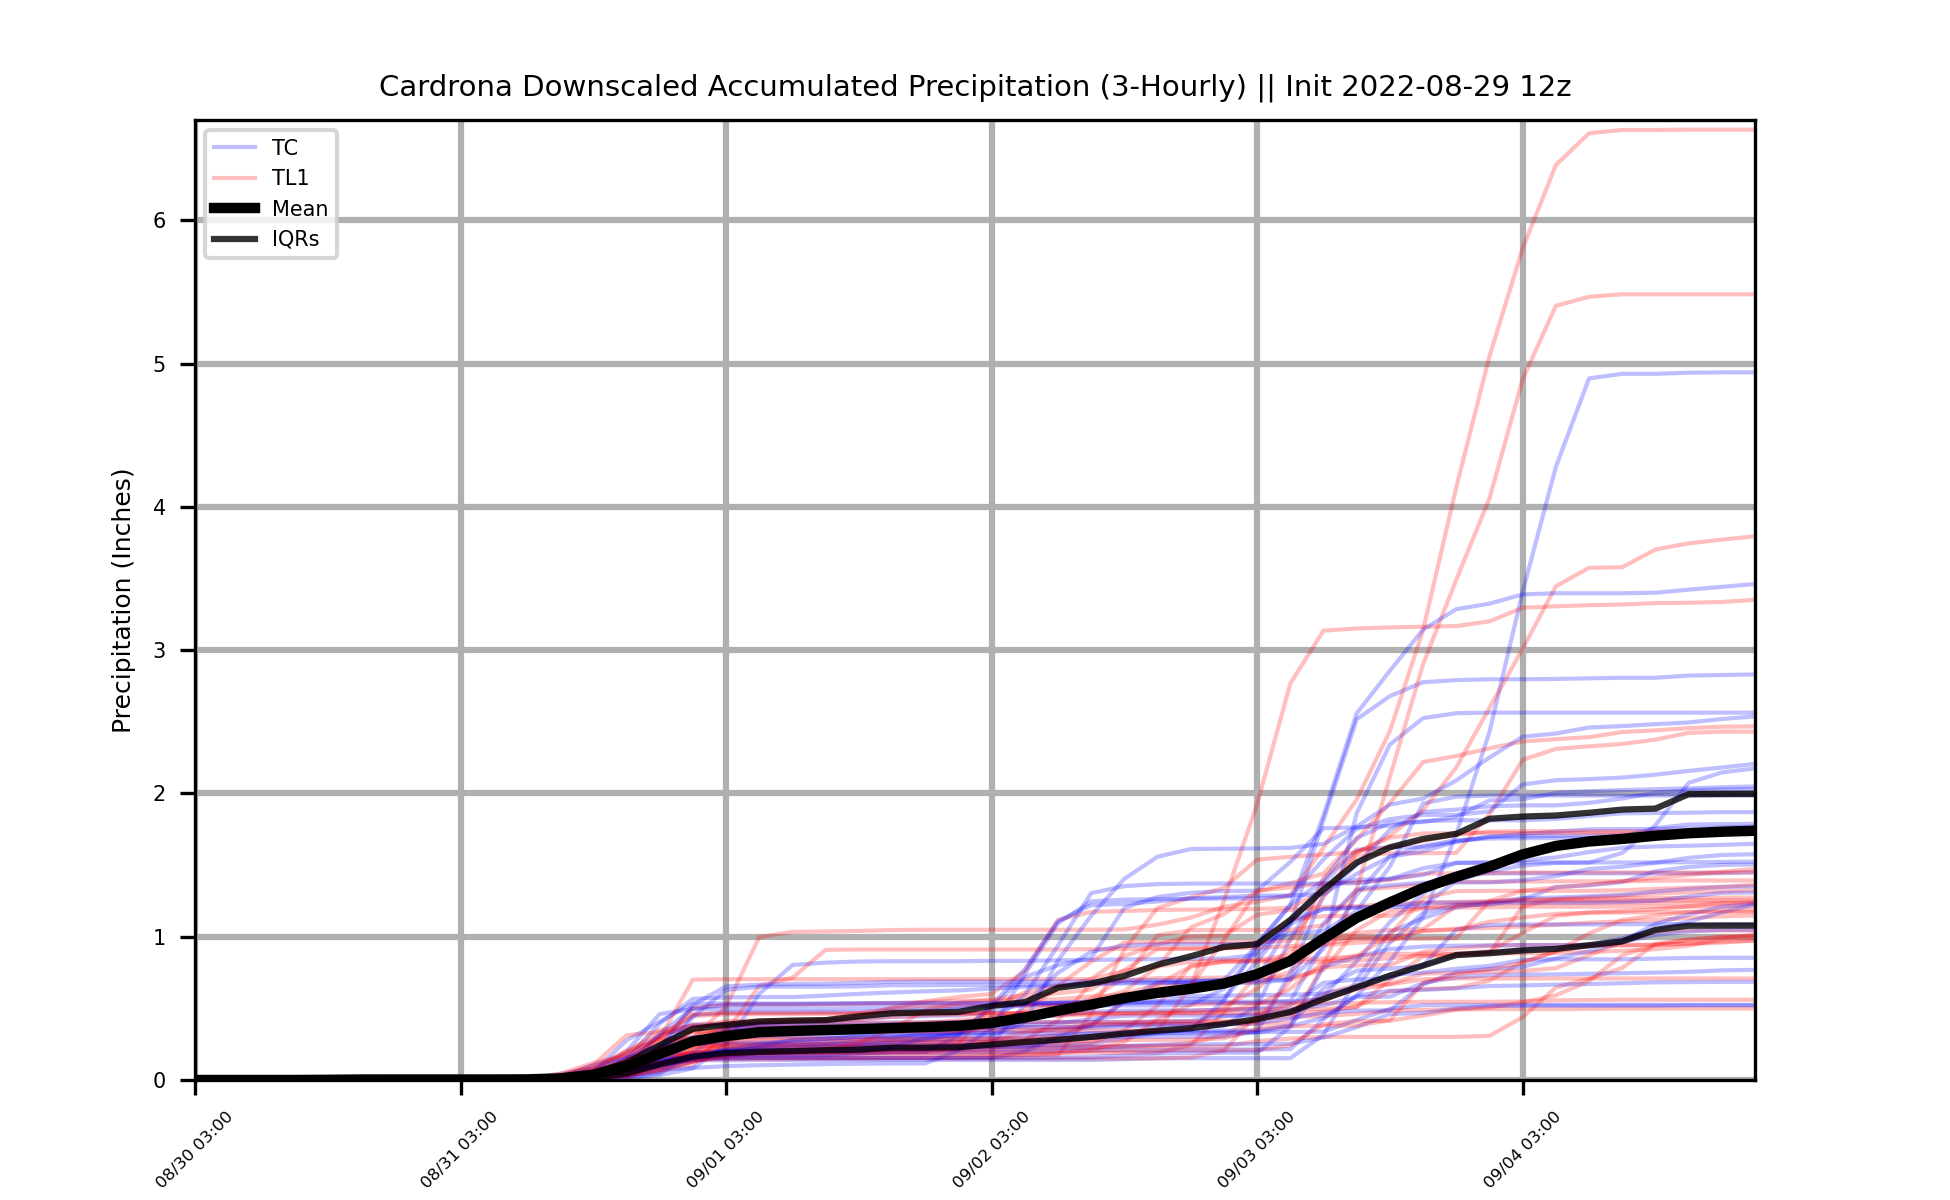 Cardrona Downscaled Accumulated Precipitation (3-Hourly) || Init 2022-08-29 12z
TC
TL1
Mean
IQRs
Precipitation (Inches)
6
5
4
3
2
1
0
08/30 03:00
08/31 03:00
09/01 03:00
09/02 03:00
09/03 03:00
09/04 03:00